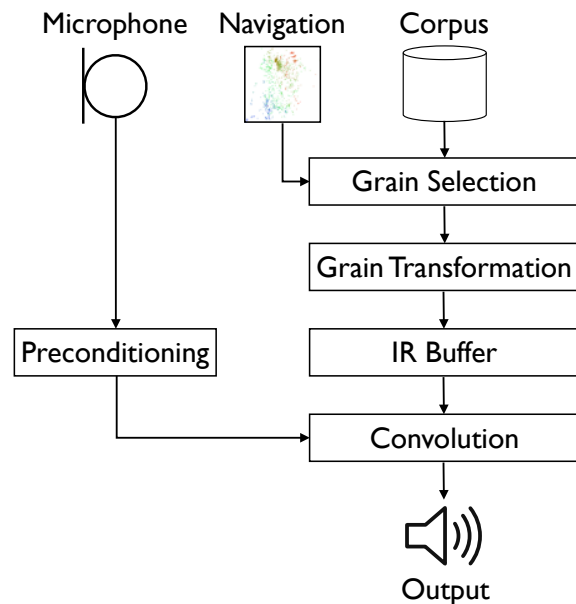 Microphone
Navigation
Corpus
Grain Selection
Grain Transformation
Preconditioning
IR Buffer
Convolution
Output